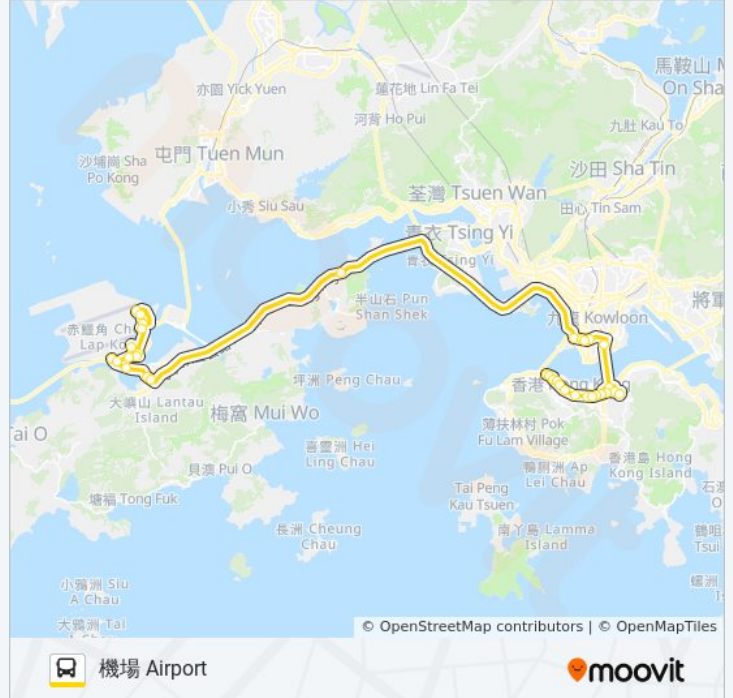 馬鞍山 M
On Sha
亦園 Yick Yuen
蓮花地 Lin Fa Tei
河背 Ho Pui
九肚 Kau To
屯門 Tuen Mun
沙埔崗 Sha
Po Kong
沙田 Sha Tin
荃灣 Tsuen Wan
小秀 Siu Sau
田心 Tin Sam
青衣 Tsing Yi
半山石 Pun
Shan Shek
將軍
Kowloon
赤鱲角
Lap
坪洲 Peng Chau
香港
大嶼山 Lantau
Island
梅窩 Mui Wo
薄扶林村 Pok
Fu Lam Village
Tai O
喜靈洲 Hei
Ling Chau
貝澳 Pui O
鴨脷洲 Ap
Lei Chau
香港島 Hong
Kong Island
塘福 Tong Fuk
Tai Peng
Kau Tsuen
長洲 Cheung
Chau
南丫島 Lamma
Island
Tsui
小鴉洲 Siu
A Chau
大鴉洲 Tai
© OpenStreetMap contributors | © OpenMapTiles
機場 Airport
moovit